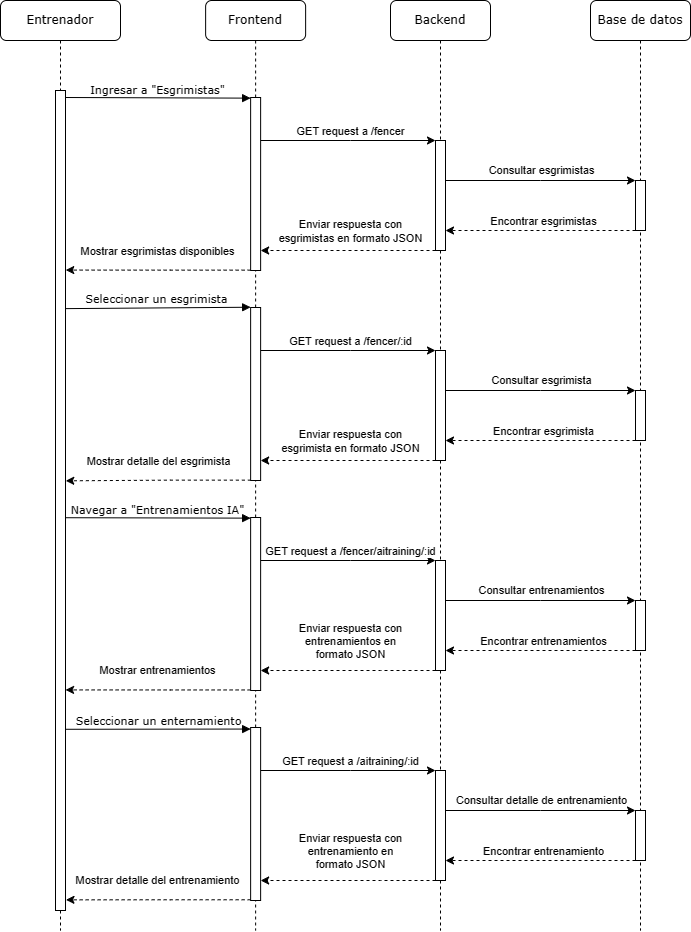 Entrenador
Frontend
Backend
Base de datos
Ingresar a "Esgrimistas"
GET request a /fencer
Consultar esgrimistas
Encontrar esgrimistas
Enviar respuesta con
esgrimistas en formato JSON
Mostrar esgrimistas disponibles
Seleccionar un esgrimista
GET request a /fencer/:id
Consultar esgrimista
Encontrar esgrimista
Enviar respuesta con
esgrimista en formato JSON
Mostrar detalle del esgrimista
Navegar a "Entrenamientos IA"
GET request a /fencer/aitraining/:id
Consultar entrenamientos
Encontrar entrenamientos
Enviar respuesta con
entrenamientos en
formato JSON
Mostrar entrenamientos
Seleccionar un enternamiento
GET request a /aitraining/:id
Consultar detalle de entrenamiento
Encontrar entrenamiento
Enviar respuesta con
entrenamiento en
formato JSON
Mostrar detalle del entrenamiento